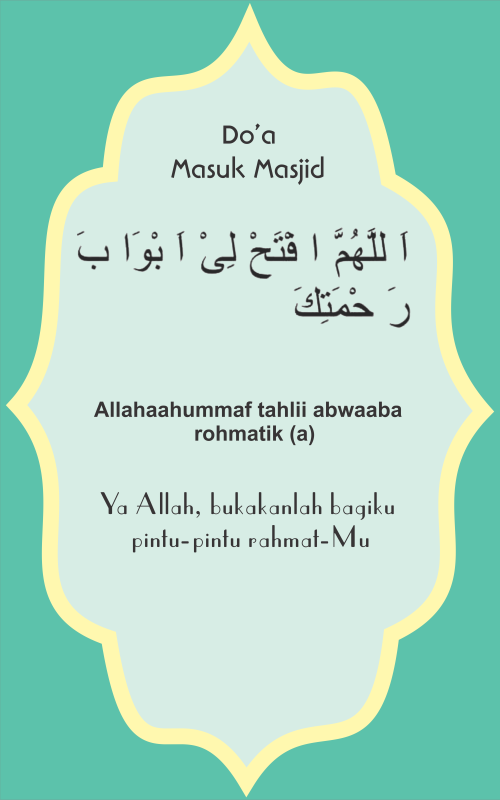 Do'a
Masuk Masjid
اَ للَّهُمَّ ا فْتَحْ لِىْ اَ بْوَا بَ
رَ حْمَتِكَ
Allahaahummaf tahlii abwaaba
rohmatik (a)
Ya Allah, bukakanlah bagiku
pintu-pintu rahmat-Mu